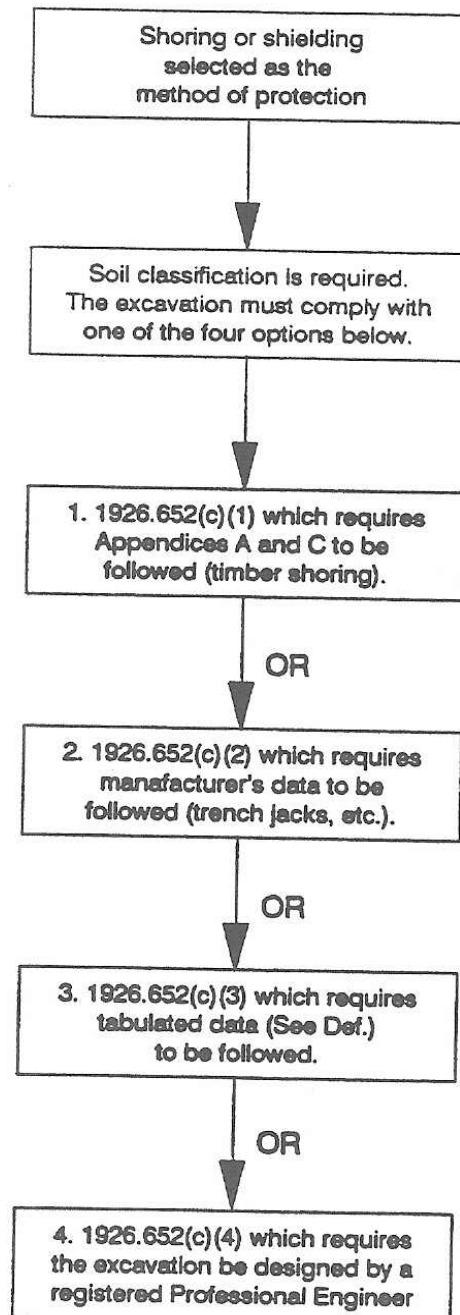 Shoring or shielding
selected as the
method of protection
Soil classification is required.
The excavation must comply with
one of the four options below.
1. 1926.652(c)(1) which requires
Appendices A and C to be
followed (timber shoring).
OR
2. 1926.652(c)(2) which requires
manafacturer's data to be
followed (trench jacks, etc.).
OR
3. 1926.652(c)(3) which requires
tabulated data (See Def.)
to be followed.
OR
4. 1926.652(c)(4) which requires
the excavation be designed by a
registered Professional Engineer